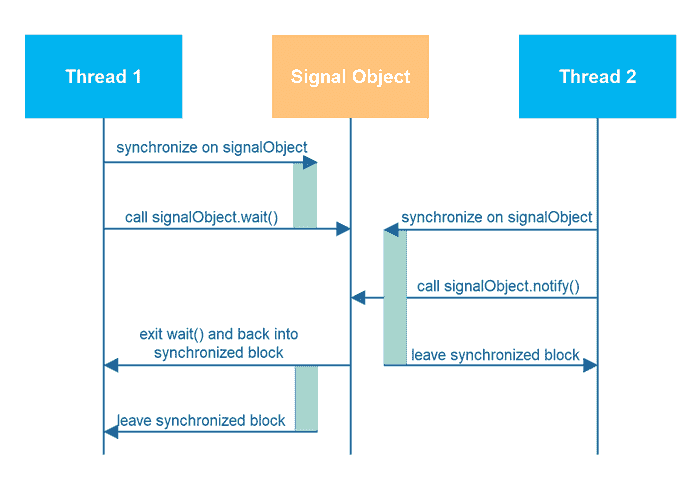 Thread 1
Signal Object
Thread 2
synchronize on signalObject
call signalObject.wait()
synchronize on signalObject
call signalObject.notify()
exit wait() and back into
synchronized block
leave synchronized block
leave synchronized block